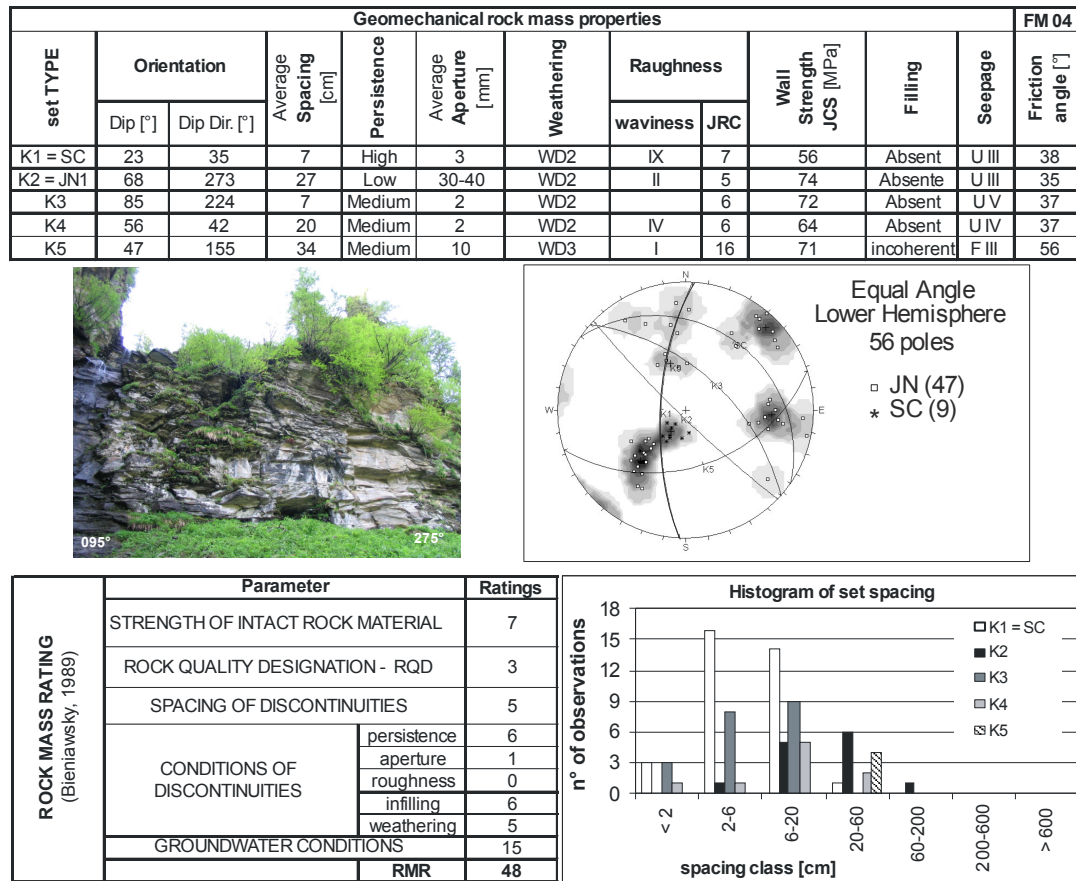 Geomechanical rock mass properties FM 04
set TYPE Orientation Average Spacing [cm] Persistence Average Aperture [mm] Weathering Raughness Wall Strength JCS [MPa] Filling Seepage Friction angle [°]
Dip [°] Dip Dir. [°] waviness JRC
K1 = SC 23 35 7 High 3 WD2 IX 7 56 Absent U III 38
K2 = JN1 68 273 27 Low 30-40 WD2 II 5 74 Absente U III 35
K3 85 224 7 Medium 2 WD2 6 72 Absent U V 37
K4 56 42 20 Medium 2 WD2 IV 6 64 Absent U IV 37
K5 47 155 34 Medium 10 WD3 I 16 71 incoherent F III 56
095° 275°
N
SC
K3
W K1 K2 E
K5
S
Equal Angle
Lower Hemisphere
56 poles
JN (47)
* SC (9)
ROCK MASS RATING
(Bieniawsky, 1989)
Parameter Ratings
STRENGTH OF INTACT ROCK MATERIAL 7
ROCK QUALITY DESIGNATION - RQD 3
SPACING OF DISCONTINUITIES 5
CONDITIONS OF DISCONTINUITIES
persistence 6
aperture 1
roughness 0
infilling 6
weathering 5
GROUNDWATER CONDITIONS 15
RMR 48
Histogram of set spacing
n° of observations
18
15
12
9
6
3
0
K1 = SC
K2
K3
K4
K5
< 2
2-6
6-20
20-60
60-200
200-600
> 600
spacing class [cm]